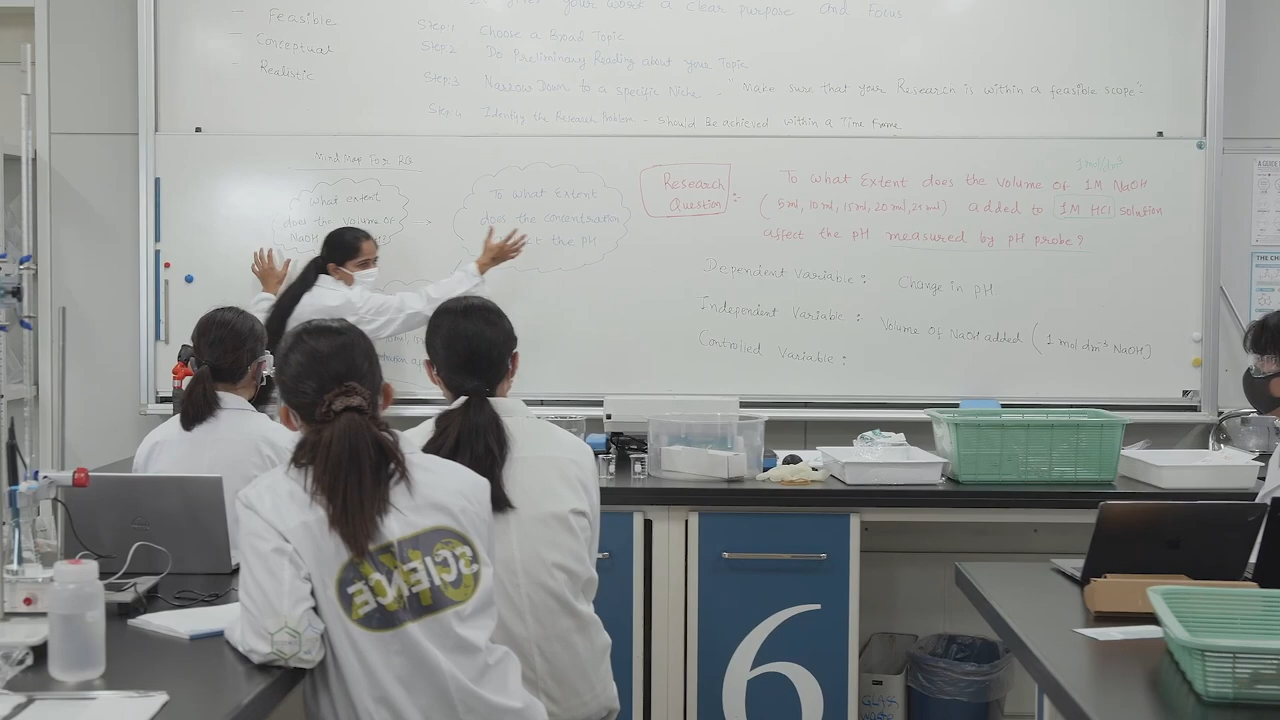 your work a clear purpose and Focus
- Feasible
- Conceptual
- Realistic
Step:1 Choose a Broad Topic
Step:2 Do Preliminary Reading about your Topic
Step:3 Narrow Down to a specific Niche - "Make sure that your Research is within a feasible scope"
Step:4 Identify the Research Problem - should Be achieved within a Time Frame
Mind Map For RQ
What extent
does the volume of
NaOH
To what Extent
does the concentration
the pH
Research
Question :-
1 mol dm⁻³
To what Extent does the Volume of 1M NaOH
(5ml, 10ml, 15ml, 20ml, 25ml) added to 1M HCl solution
affect the pH measured by pH probe?
Dependent Variable : Change in pH
Independent Variable : Volume of NaOH added (1 mol dm⁻³ NaOH)
Controlled Variable :
SCIENCE
6
GLASS
waste